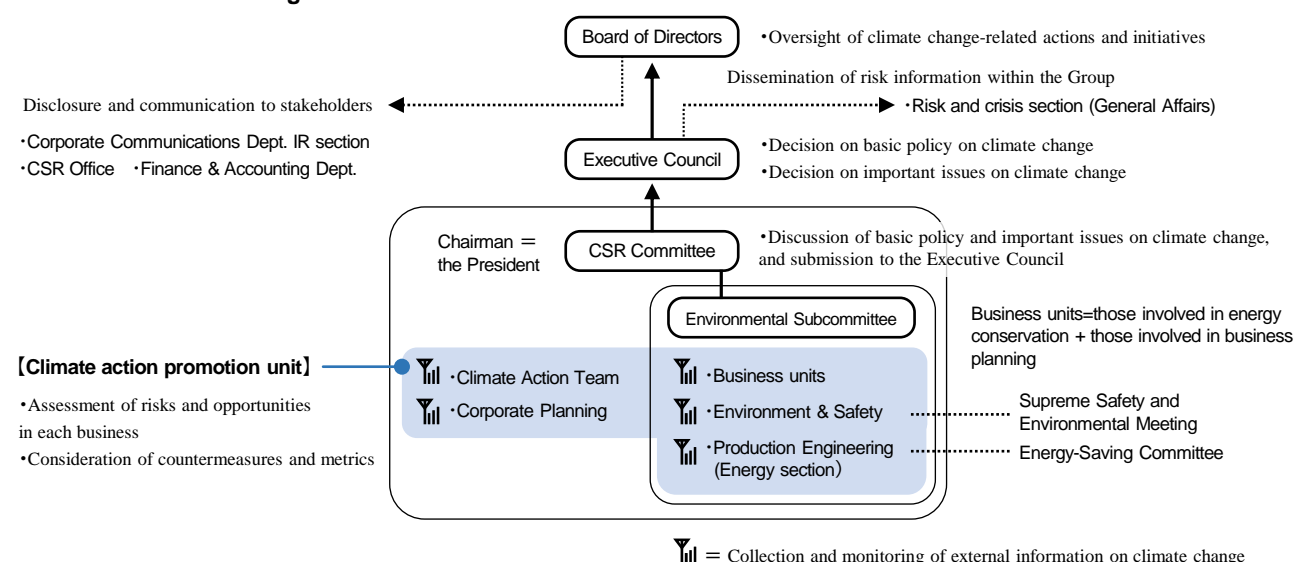 Board of Directors
・Oversight of climate change-related actions and initiatives
Dissemination of risk information within the Group
Disclosure and communication to stakeholders
・Risk and crisis section (General Affairs)
・Corporate Communications Dept. IR section
・CSR Office ・Finance & Accounting Dept.
Executive Council
・Decision on basic policy on climate change
・Decision on important issues on climate change
Chairman ＝
the President
CSR Committee
・Discussion of basic policy and important issues on climate change,
and submission to the Executive Council
Environmental Subcommittee
Business units=those involved in energy
conservation + those involved in business
planning
【Climate action promotion unit】
・Assessment of risks and opportunities
in each business
・Consideration of countermeasures and metrics
・Climate Action Team
・Corporate Planning
・Business units
・Environment & Safety
・Production Engineering
(Energy section）
Supreme Safety and
Environmental Meeting
Energy-Saving Committee
＝ Collection and monitoring of external information on climate change